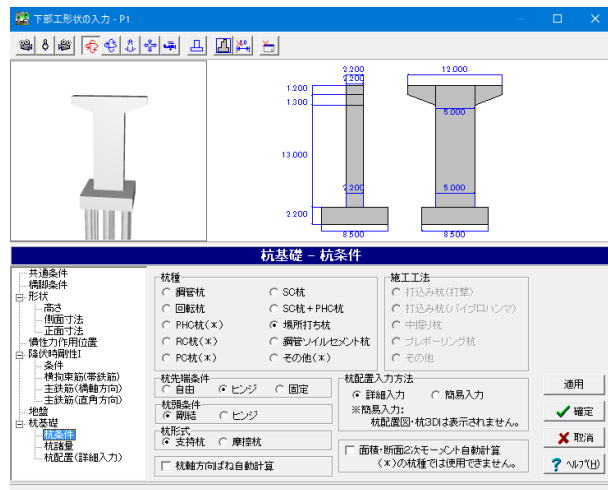 下部工形状の入力 - P1
2.200
2.200
12.000
1.200
1.300
5.000
13.000
2.200
5.000
2.200
8.500
8.500
杭基礎 − 杭条件
共通条件
橋脚条件
形状
高さ
側面寸法
正面寸法
慣性力作用位置
降伏時剛性I
条件
横拘束筋(帯鉄筋)
主鉄筋(橋軸方向)
主鉄筋(直角方向)
地盤
杭基礎
杭条件
杭諸量
杭配置(詳細入力)
杭種
鋼管杭
SC杭
回転杭
SC杭+PHC杭
PHC杭(*)
場所打ち杭
RC杭(*)
鋼管ソイルセメント杭
PC杭(*)
その他(*)
施工工法
打込み杭(打撃)
打込み杭(バイブロハンマ)
中掘り杭
プレボーリング杭
その他
杭先端条件
自由
ヒンジ
固定
杭頭条件
剛結
ヒンジ
杭形式
支持杭
摩擦杭
杭軸方向ばね自動計算
杭配置入力方法
詳細入力
簡易入力
※簡易入力:
杭配置図・杭3Dは表示されません。
面積・断面2次モーメント自動計算
(*)の杭種では使用できません。
適用
確定
取消
ヘルプ(H)